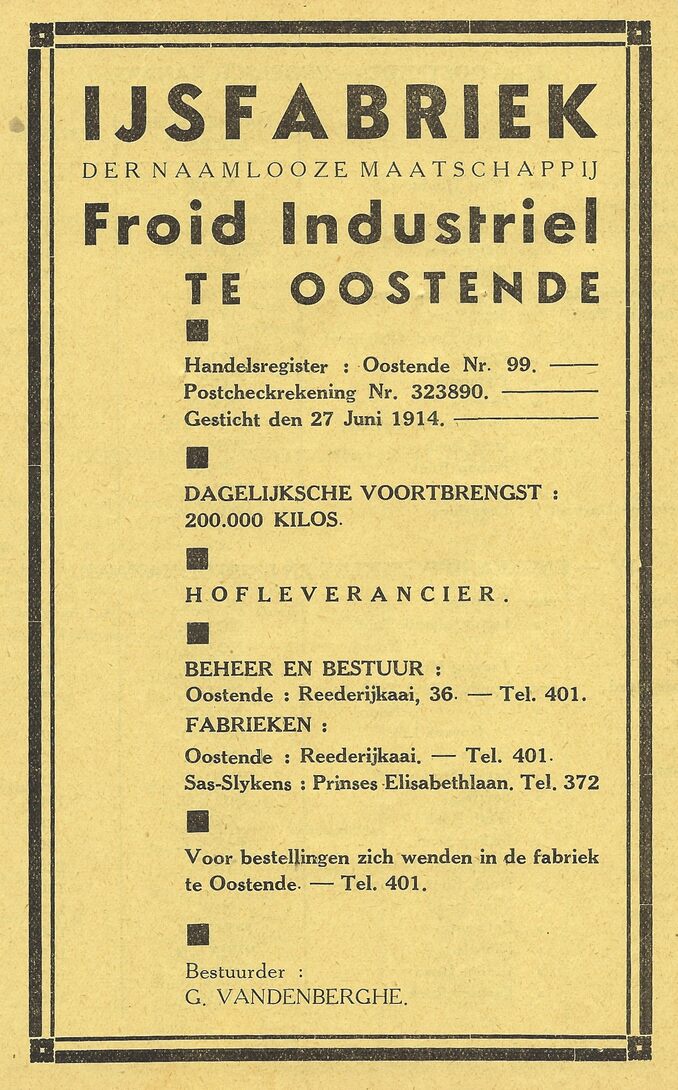 IJSFABRIEK
DER NAAMLOOZE MAATSCHAPPIJ
Froid Industriel
TE OOSTENDE
Handelsregister : Oostende Nr. 99. ——
Postcheckrekening Nr. 323890. ——
Gesticht den 27 Juni 1914. ——
DAGELIJKSCHE VOORTBRENGST :
200.000 KILOS.
HOFLEVERANCIER.
BEHEER EN BESTUUR :
Oostende : Reederijkaai, 36. — Tel. 401.
FABRIEKEN :
Oostende : Reederijkaai. — Tel. 401.
Sas-Slykens : Prinses Elisabethlaan. Tel. 372
Voor bestellingen zich wenden in de fabriek
te Oostende. — Tel. 401.
Bestuurder :
G. VANDENBERGHE.